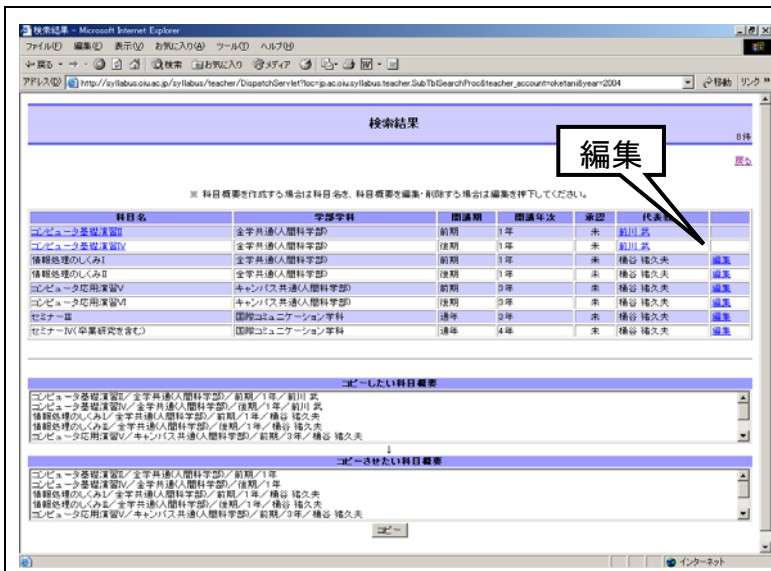 検索結果 - Microsoft Internet Explorer
ファイル(F) 編集(E) 表示(V) お気に入り(A) ツール(T) ヘルプ(H)
戻る 検索 お気に入り メディア
アドレス(D) http://syllabus.oiu.ac.jp/syllabus/teacher/DispatchServlet?loc=jp.ac.oiu.syllabus.teacher.SubTblSearchProc&teacher_account=oketani&year=2004 移動 リンク »
検索結果
8件
編集
戻る
※ 科目概要を作成する場合は科目名を、科目概要を編集・削除する場合は編集を押下してください。
科目名 学部学科 開講期 開講年次 承認
コンピュータ基礎演習II 全学共通(人間科学部) 前期 1年 未 前川 武
コンピュータ基礎演習IV 全学共通(人間科学部) 後期 1年 未 前川 武
情報処理のしくみI 全学共通(人間科学部) 前期 1年 未 桶谷 猪久夫 編集
情報処理のしくみII 全学共通(人間科学部) 後期 1年 未 桶谷 猪久夫 編集
コンピュータ応用演習V キャンパス共通(人間科学部) 前期 3年 未 桶谷 猪久夫 編集
コンピュータ応用演習VI キャンパス共通(人間科学部) 後期 3年 未 桶谷 猪久夫 編集
セミナーIII 国際コミュニケーション学科 通年 3年 未 桶谷 猪久夫 編集
セミナーIV(卒業研究を含む) 国際コミュニケーション学科 通年 4年 未 桶谷 猪久夫 編集
コピーしたい科目概要
コンピュータ基礎演習II/全学共通(人間科学部)/前期/1年/前川 武
コンピュータ基礎演習IV/全学共通(人間科学部)/後期/1年/前川 武
情報処理のしくみI/全学共通(人間科学部)/前期/1年/桶谷 猪久夫
情報処理のしくみII/全学共通(人間科学部)/後期/1年/桶谷 猪久夫
コンピュータ応用演習V/キャンパス共通(人間科学部)/前期/3年/桶谷 猪久夫
↓
コピーさせたい科目概要
コンピュータ基礎演習II/全学共通(人間科学部)/前期/1年
コンピュータ基礎演習IV/全学共通(人間科学部)/後期/1年
情報処理のしくみI/全学共通(人間科学部)/前期/1年/桶谷 猪久夫
情報処理のしくみII/全学共通(人間科学部)/後期/1年/桶谷 猪久夫
コンピュータ応用演習V/キャンパス共通(人間科学部)/前期/3年/桶谷 猪久夫
コピー
インターネット